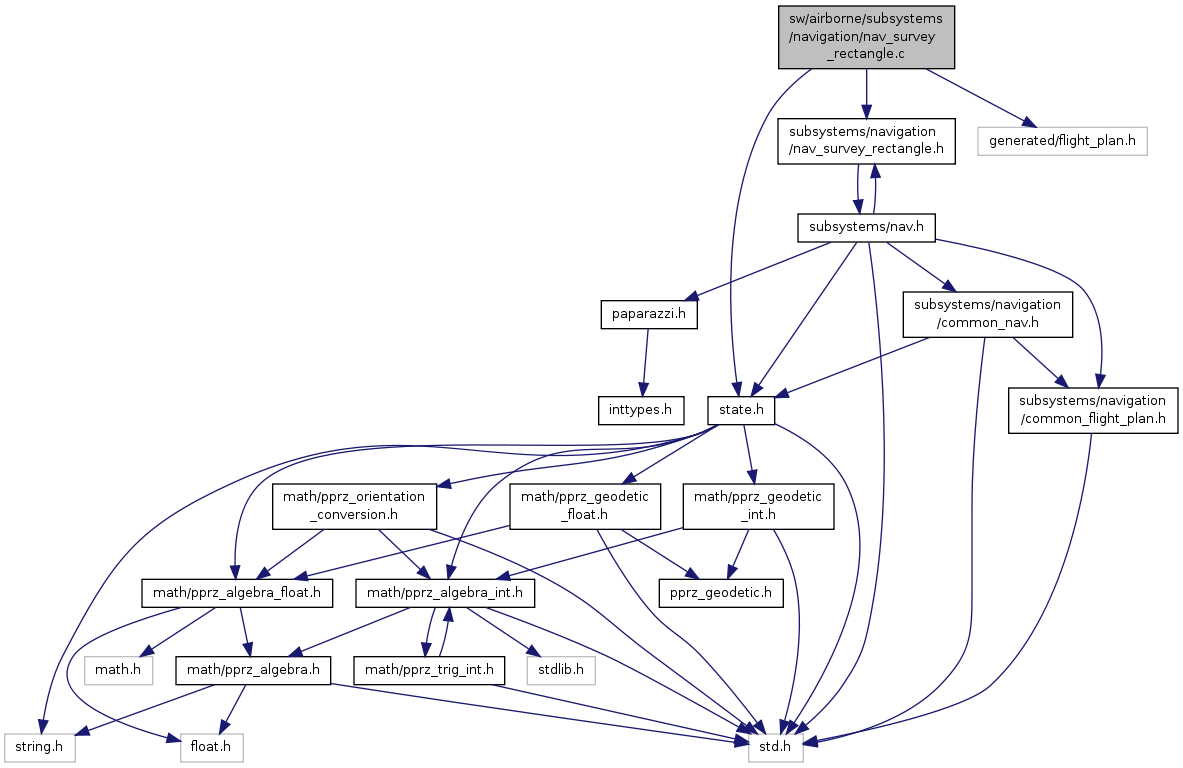 sw/airborne/subsystems
/navigation/nav_survey
_rectangle.c
subsystems/navigation
/nav_survey_rectangle.h
generated/flight_plan.h
subsystems/nav.h
paparazzi.h
subsystems/navigation
/common_nav.h
inttypes.h
state.h
subsystems/navigation
/common_flight_plan.h
math/pprz_orientation
_conversion.h
math/pprz_geodetic
_float.h
math/pprz_geodetic
_int.h
math/pprz_algebra_float.h
math/pprz_algebra_int.h
pprz_geodetic.h
math.h
math/pprz_algebra.h
math/pprz_trig_int.h
stdlib.h
string.h
float.h
std.h